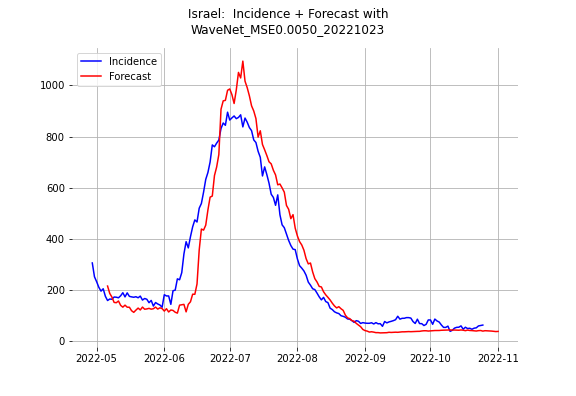 Israel:  Incidence + Forecast with
WaveNet_MSE0.0050_20221023
Incidence
Forecast
1000
800
600
400
200
0
2022-05 2022-06 2022-07 2022-08 2022-09 2022-10 2022-11